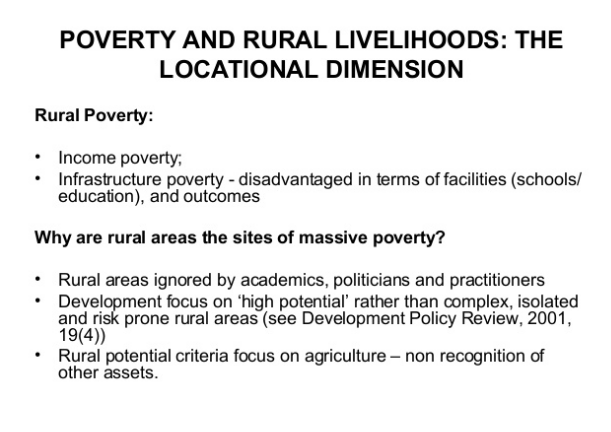 POVERTY AND RURAL LIVELIHOODS: THE
LOCATIONAL DIMENSION
Rural Poverty:
• Income poverty;
• Infrastructure poverty - disadvantaged in terms of facilities (schools/
education), and outcomes
Why are rural areas the sites of massive poverty?
• Rural areas ignored by academics, politicians and practitioners
• Development focus on ‘high potential’ rather than complex, isolated
and risk prone rural areas (see Development Policy Review, 2001,
19(4))
• Rural potential criteria focus on agriculture – non recognition of
other assets.